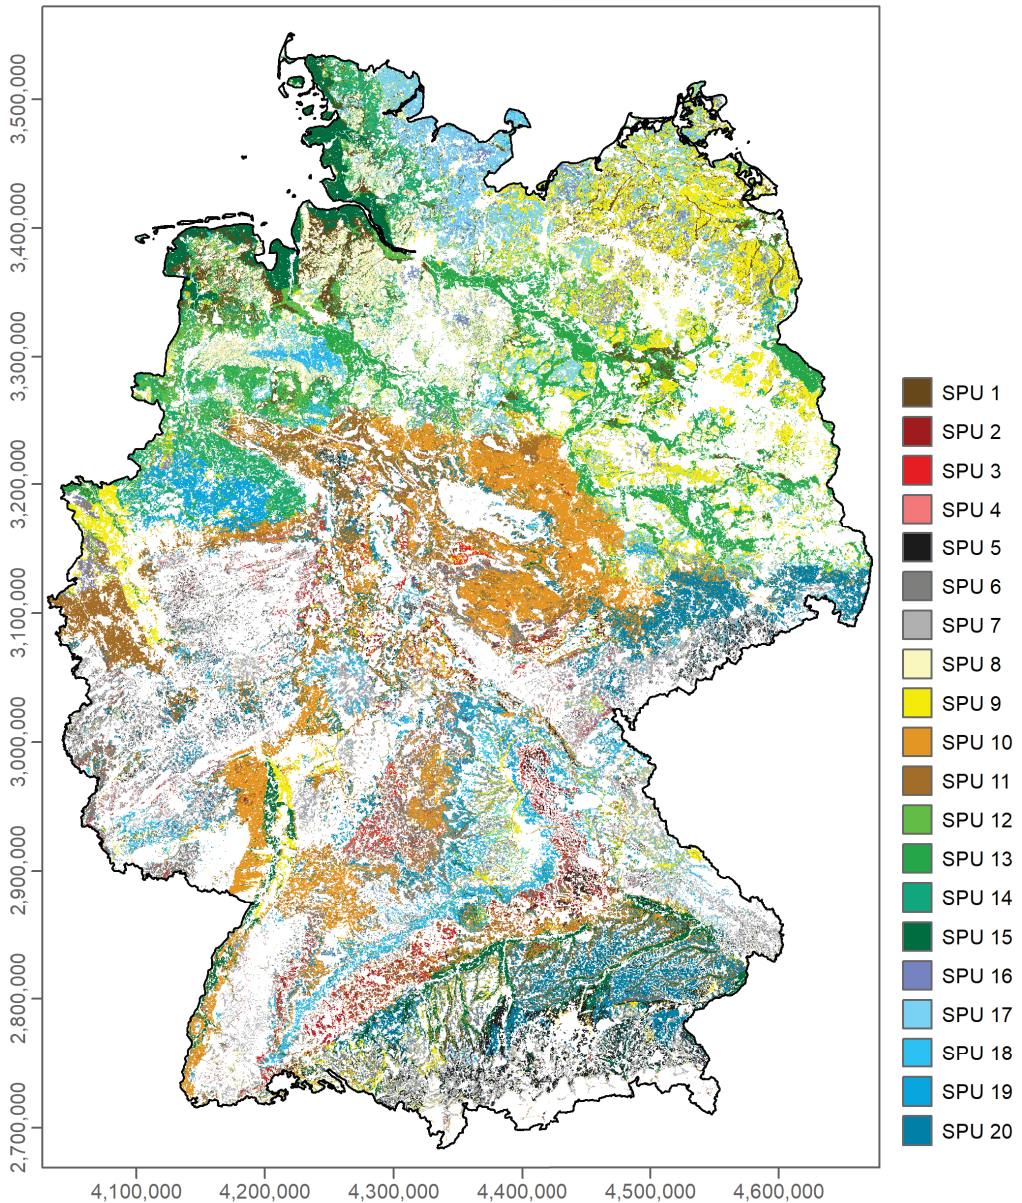 3,500,000
3,400,000
3,300,000
3,200,000
3,100,000
3,000,000
2,900,000
2,800,000
2,700,000
4,100,000
4,200,000
4,300,000
4,400,000
4,500,000
4,600,000
SPU 1
SPU 2
SPU 3
SPU 4
SPU 5
SPU 6
SPU 7
SPU 8
SPU 9
SPU 10
SPU 11
SPU 12
SPU 13
SPU 14
SPU 15
SPU 16
SPU 17
SPU 18
SPU 19
SPU 20